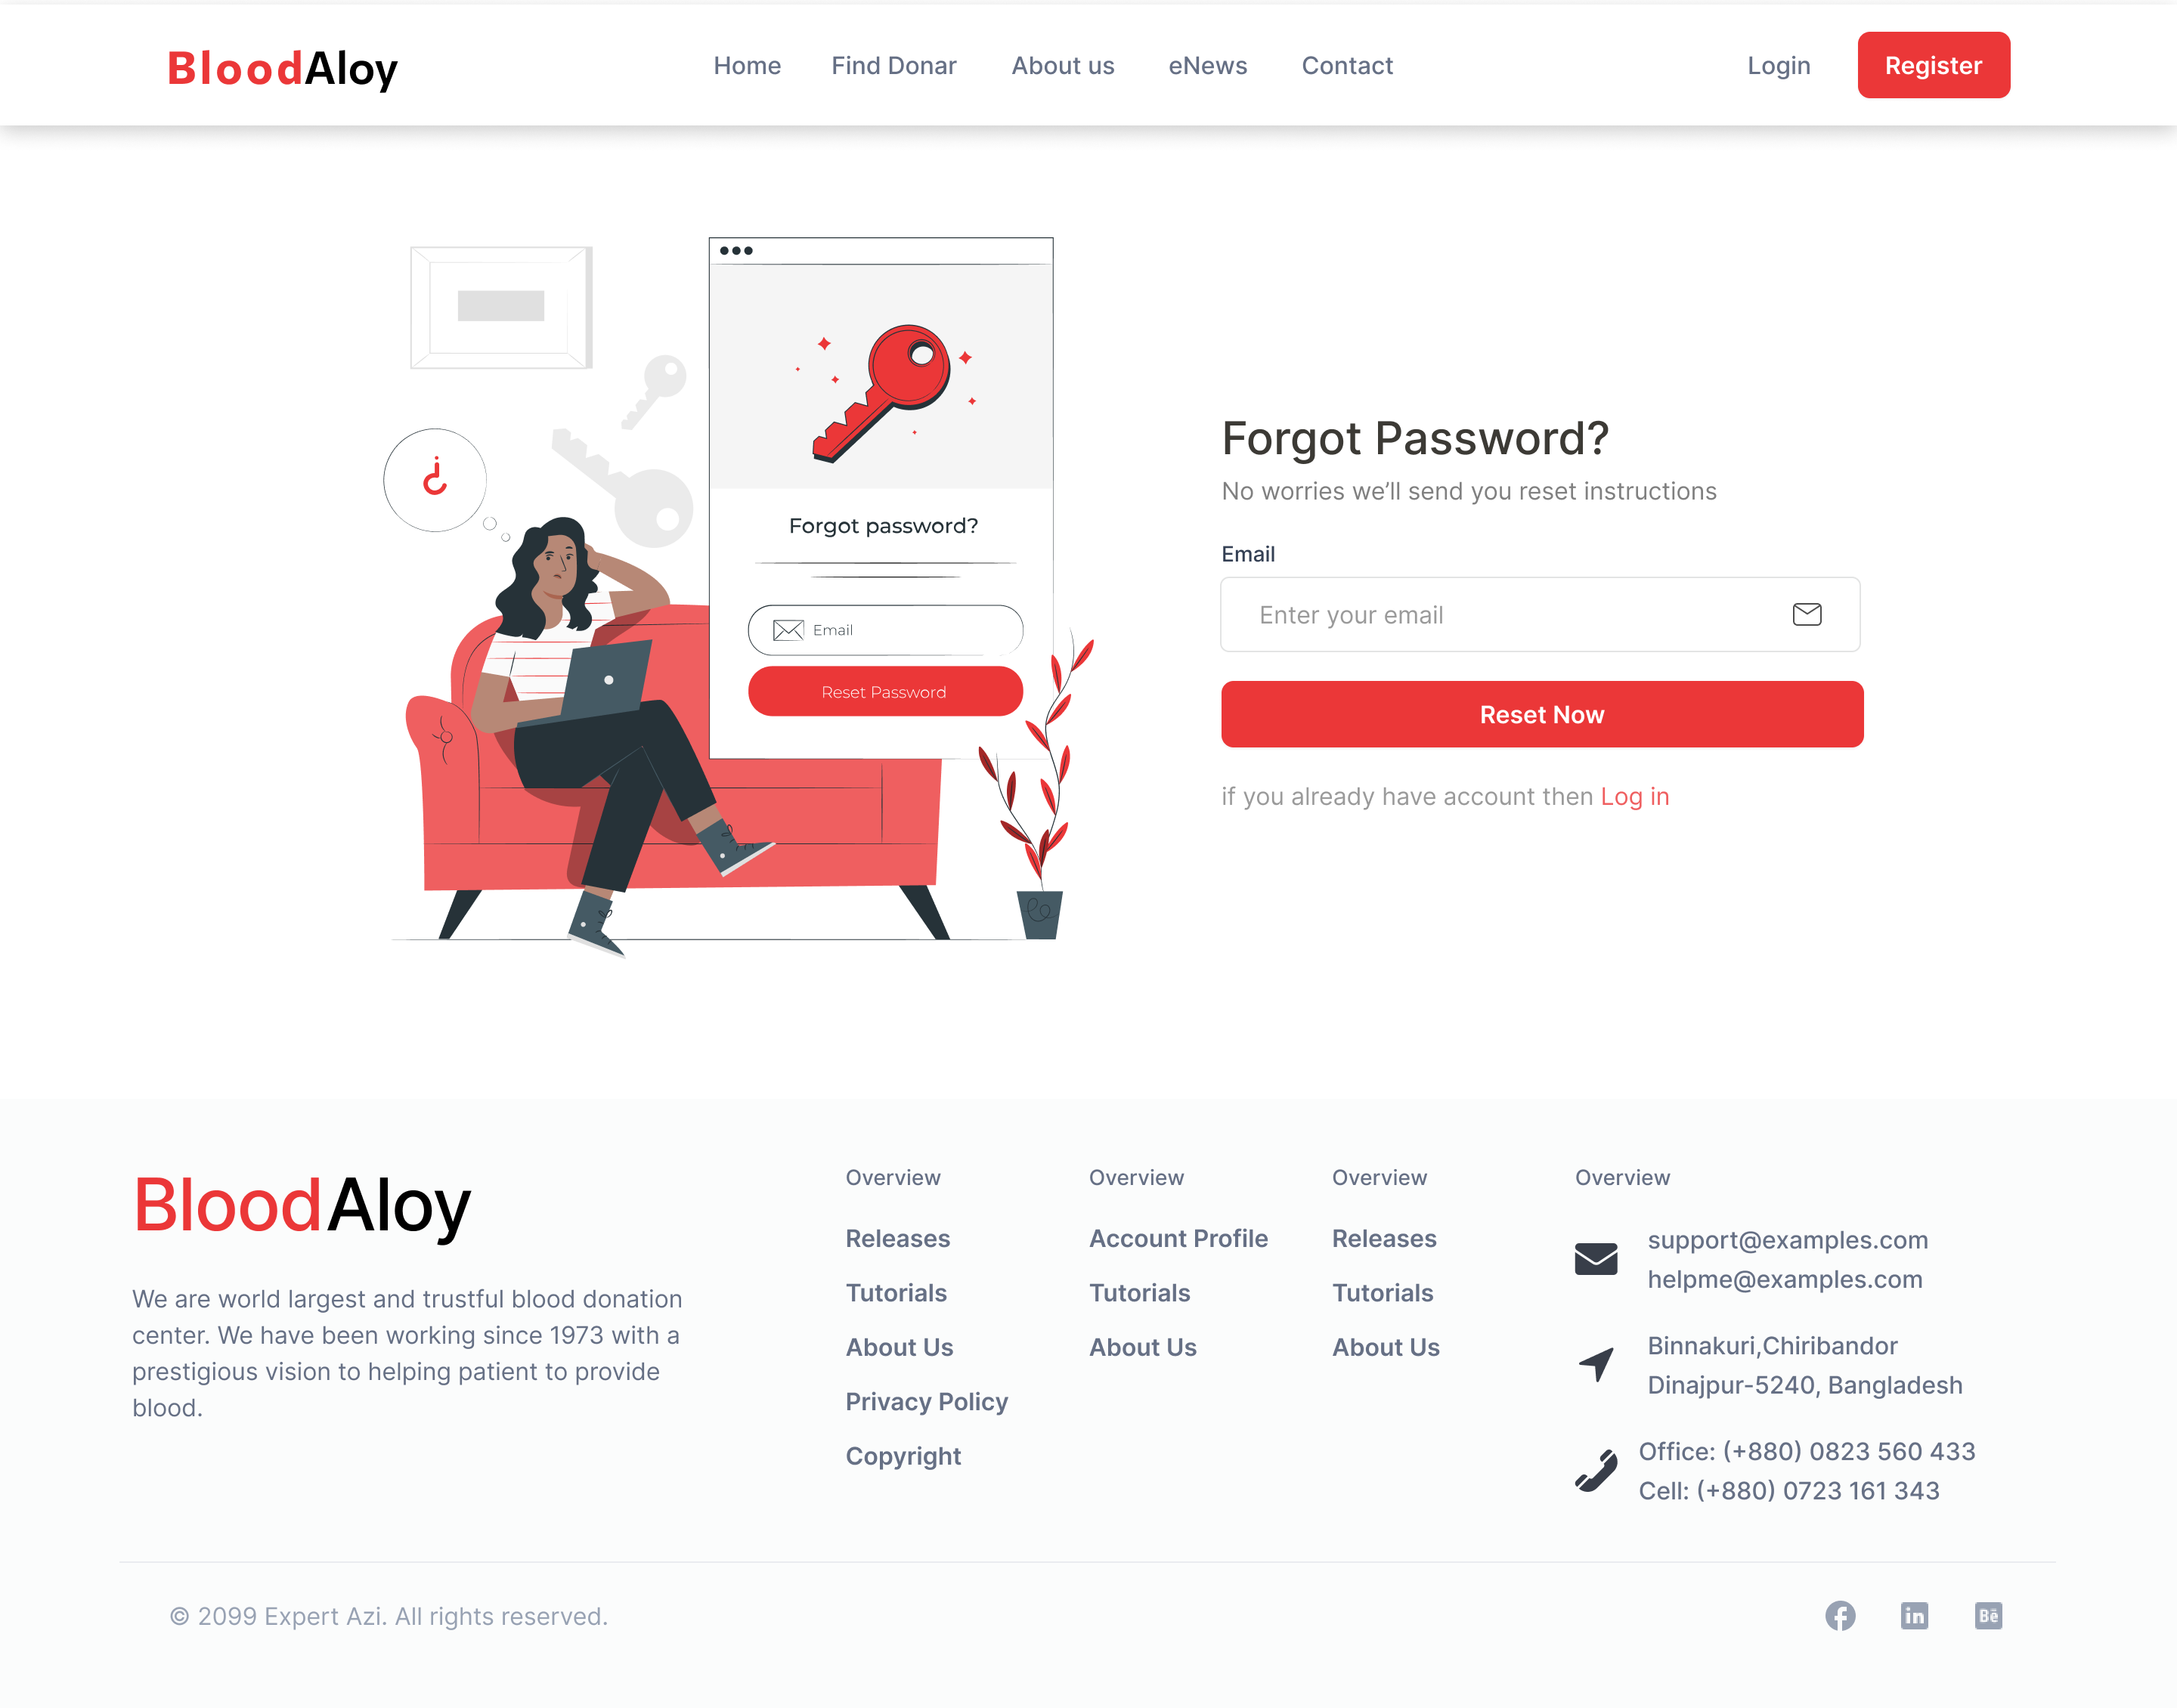 BloodAloy
Home Find Donar About us eNews Contact
Login Register
¿
Forgot password?
Email
Reset Password
Forgot Password?
No worries we’ll send you reset instructions
Email
Enter your email
Reset Now
if you already have account then Log in
BloodAloy
We are world largest and trustful blood donation
center. We have been working since 1973 with a
prestigious vision to helping patient to provide
blood.
Overview
Releases
Tutorials
About Us
Privacy Policy
Copyright
Overview
Account Profile
Tutorials
About Us
Overview
Releases
Tutorials
About Us
Overview
support@examples.com
helpme@examples.com
Binnakuri,Chiribandor
Dinajpur-5240, Bangladesh
Office: (+880) 0823 560 433
Cell: (+880) 0723 161 343
© 2099 Expert Azi. All rights reserved.
f in Bē